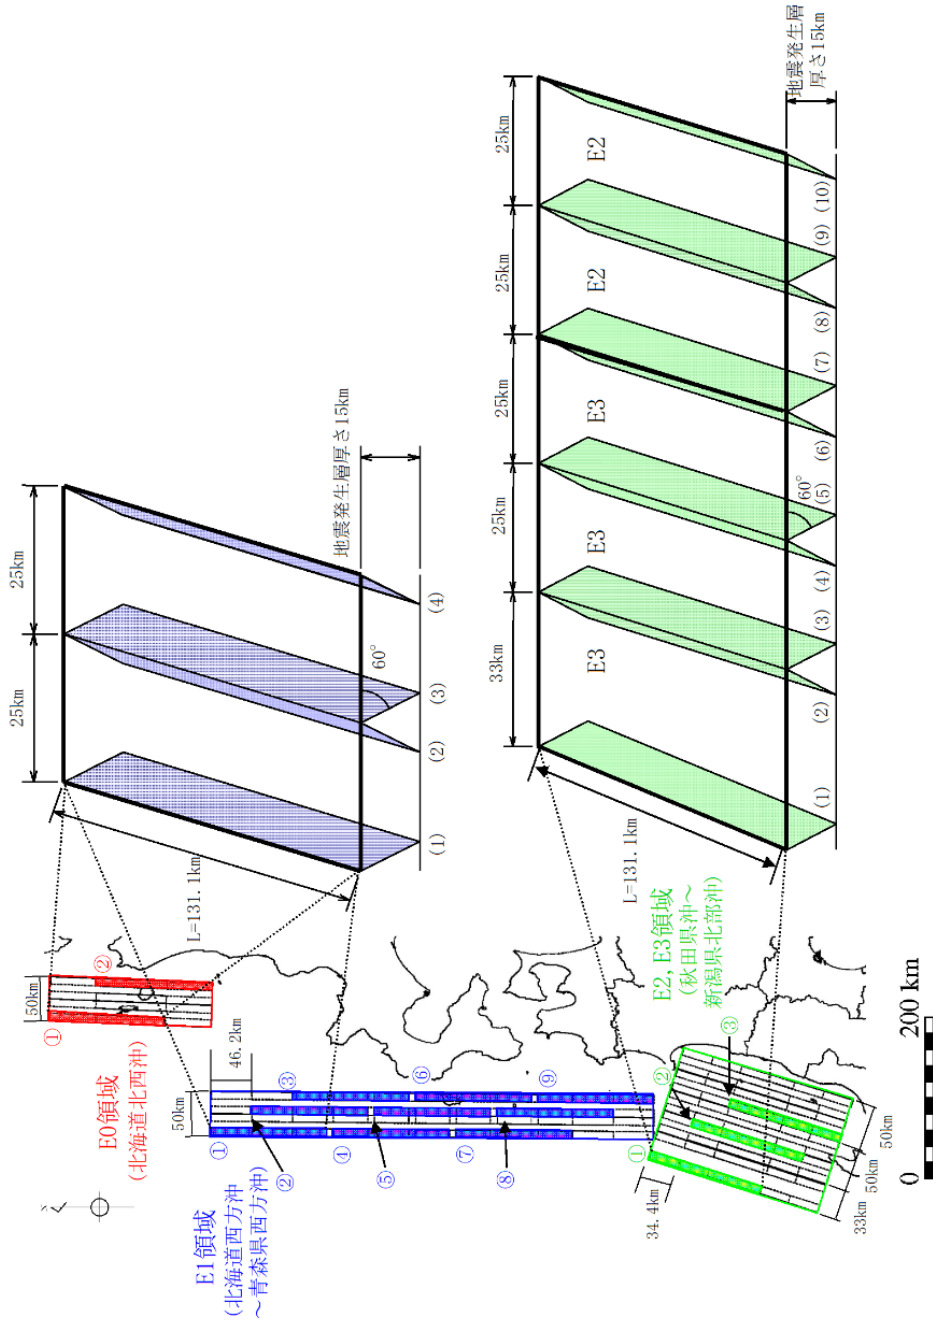 地震発生層
厚さ15km
25km
25km
25km
25km
33km
E2
E2
E3
E3
E3
60°
(1)
(2)
(3)
(4)
(5)
(6)
(7)
(8)
(9)
(10)
L=131.1km
地震発生層厚さ15km
25km
25km
60°
(1)
(2)
(3)
(4)
L=131.1km
50km
①
②
E0領域
(北海道北西沖)
46.2km
50km
①
②
③
④
⑤
⑥
⑦
⑧
⑨
E1領域
(北海道西方沖
～青森県西方沖)
E2, E3領域
(秋田県沖～
新潟県北部沖)
①
②
③
34.4km
33km
50km
50km
0
200 km